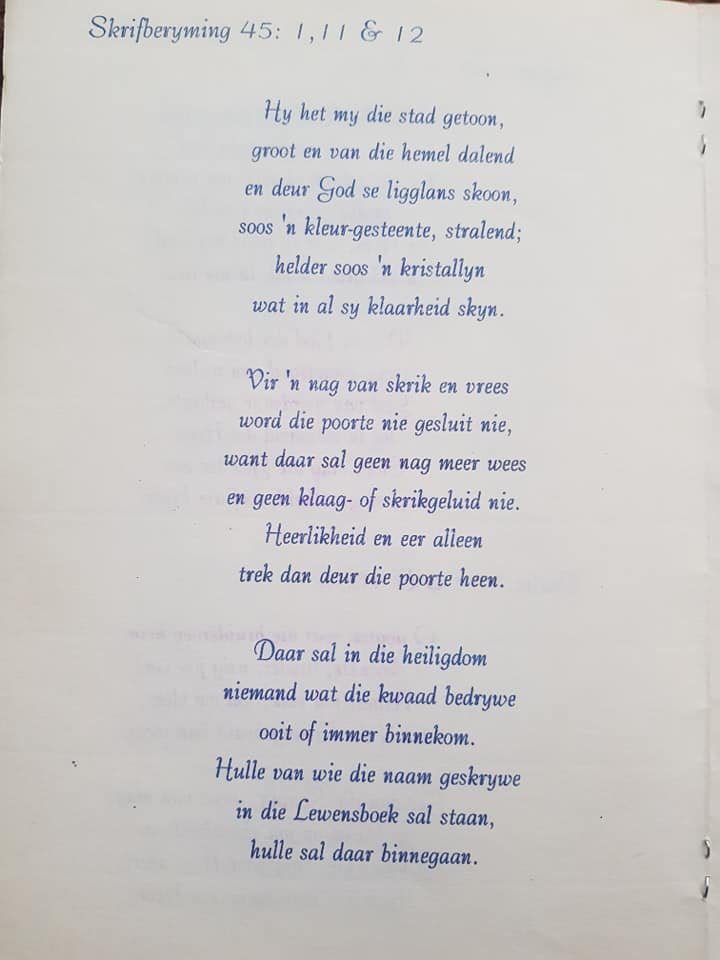 Skrifberyming 45: 1,11 & 12
Hy het my die stad getoon,
groot en van die hemel dalend
en deur God se ligglans skoon,
soos 'n kleur-gesteente, stralend;
helder soos 'n kristallyn
wat in al sy klaarheid skyn.
Vir 'n nag van skrik en vrees
word die poorte nie gesluit nie,
want daar sal geen nag meer wees
en geen klaag- of skrikgeluid nie.
Heerlikheid en eer alleen
trek dan deur die poorte heen.
Daar sal in die heiligdom
niemand wat die kwaad bedrywe
ooit of immer binnekom.
Hulle van wie die naam geskrywe
in die Lewensboek sal staan,
hulle sal daar binnegaan.